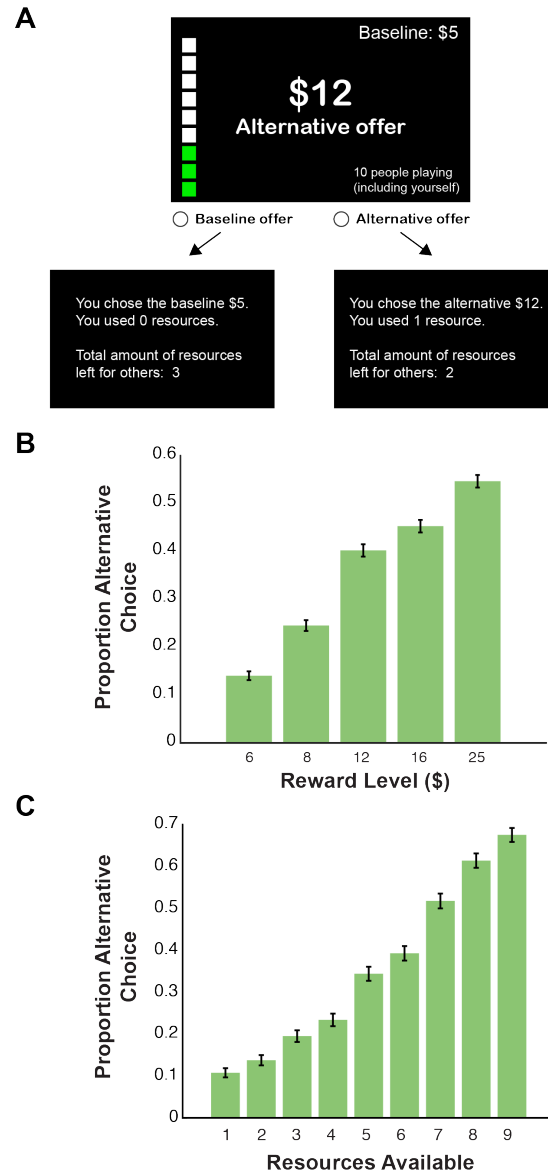 A
Baseline: $5
$12
Alternative offer
10 people playing
(including yourself)
Baseline offer
Alternative offer
You chose the baseline $5.
You used 0 resources.
Total amount of resources
left for others: 3
You chose the alternative $12.
You used 1 resource.
Total amount of resources
left for others: 2
B
Proportion Alternative
Choice
0.6
0.5
0.4
0.3
0.2
0.1
0
6 8 12 16 25
Reward Level ($)
C
Proportion Alternative
Choice
0.7
0.6
0.5
0.4
0.3
0.2
0.1
0
1 2 3 4 5 6 7 8 9
Resources Available